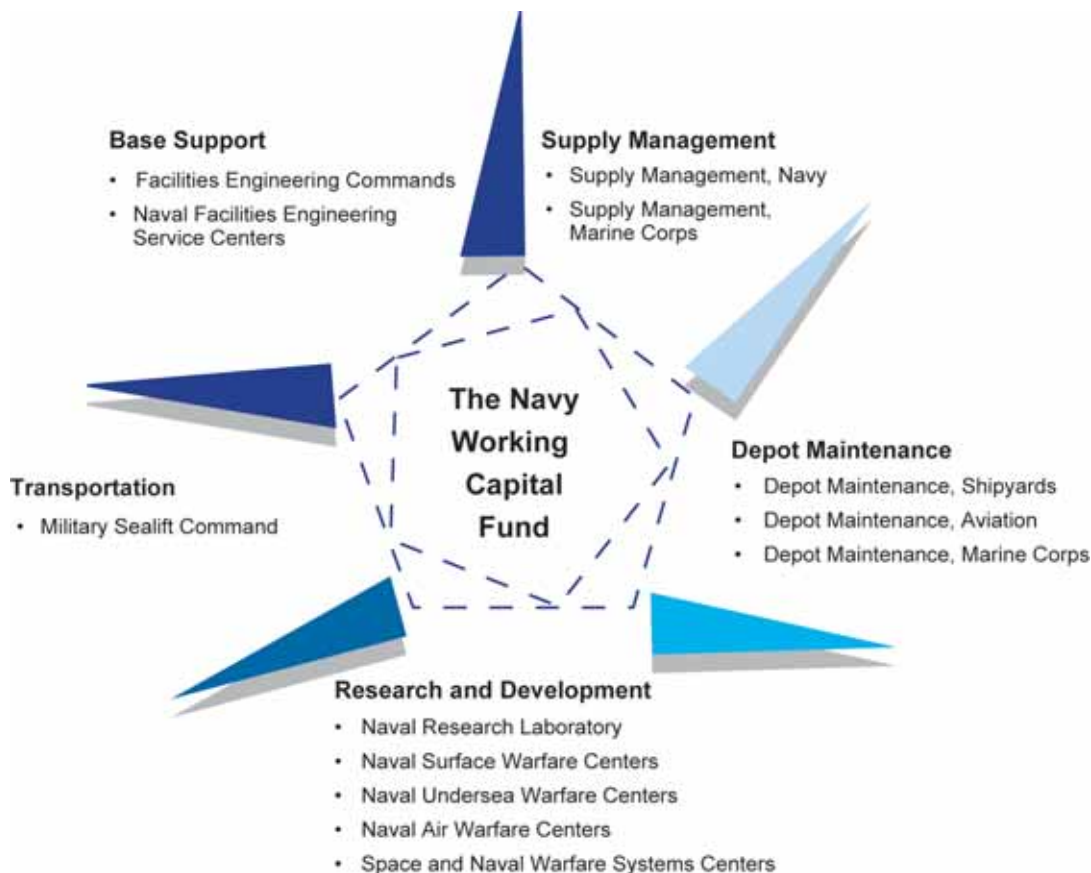 Base Support
• Facilities Engineering Commands
• Naval Facilities Engineering
Service Centers
Supply Management
• Supply Management, Navy
• Supply Management,
Marine Corps
The Navy
Working
Capital
Fund
Transportation
• Military Sealift Command
Depot Maintenance
• Depot Maintenance, Shipyards
• Depot Maintenance, Aviation
• Depot Maintenance, Marine Corps
Research and Development
• Naval Research Laboratory
• Naval Surface Warfare Centers
• Naval Undersea Warfare Centers
• Naval Air Warfare Centers
• Space and Naval Warfare Systems Centers